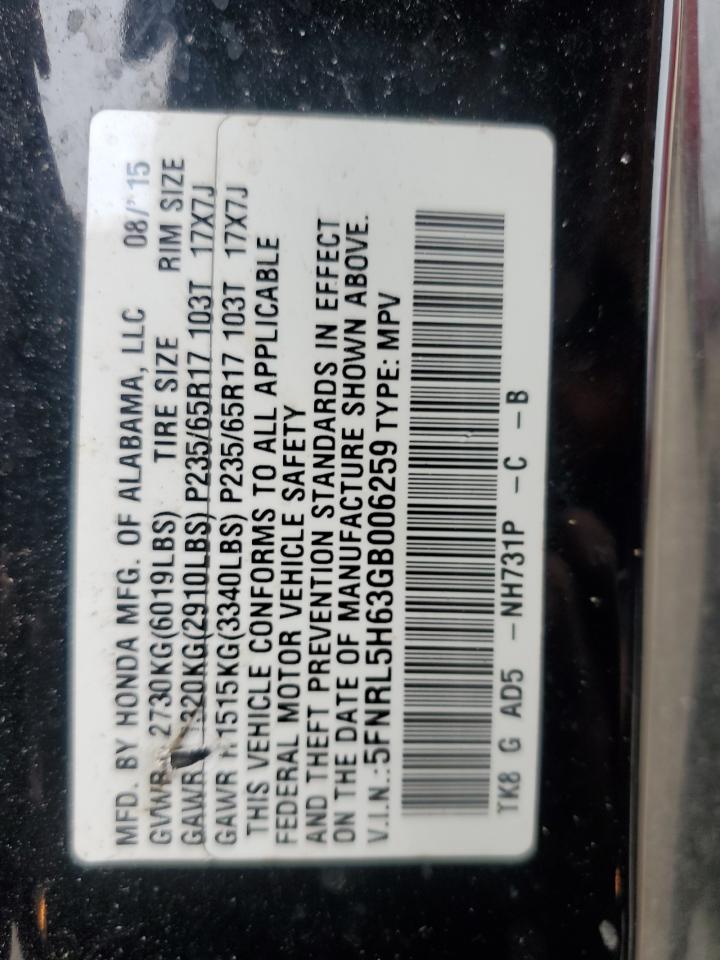 MFD. BY HONDA MFG. OF ALABAMA, LLC 08/'15
GVWR 2730KG(6019LBS) TIRE SIZE RIM SIZE
GAWR 1320KG(2910LBS) P235/65R17 103T 17X7J
GAWR R1515KG(3340LBS) P235/65R17 103T 17X7J
THIS VEHICLE CONFORMS TO ALL APPLICABLE
FEDERAL MOTOR VEHICLE SAFETY
AND THEFT PREVENTION STANDARDS IN EFFECT
ON THE DATE OF MANUFACTURE SHOWN ABOVE.
V.I.N.:5FNRL5H63GB006259 TYPE: MPV
TK8 G AD5 -NH731P -C -B